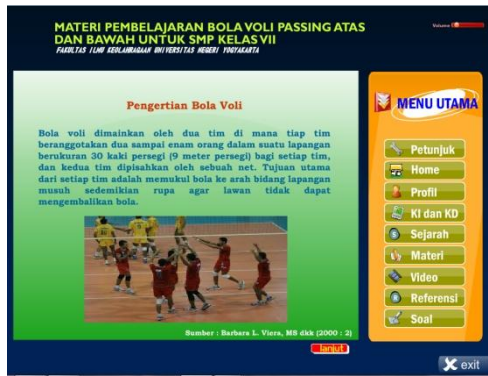 MATERI PEMBELAJARAN BOLA VOLI PASSING ATAS
DAN BAWAH UNTUK SMP KELAS VII
FAKULTAS ILMU KEOLAHRAGAAN UNIVERSITAS NEGERI YOGYAKARTA
Volume
Pengertian Bola Voli
Bola voli dimainkan oleh dua tim di mana tiap tim
beranggotakan dua sampai enam orang dalam suatu lapangan
berukuran 30 kaki persegi (9 meter persegi) bagi setiap tim,
dan kedua tim dipisahkan oleh sebuah net. Tujuan utama
dari setiap tim adalah memukul bola ke arah bidang lapangan
musuh sedemikian rupa agar lawan tidak dapat
mengembalikan bola.
Sumber : Barbara L. Viera, MS dkk (2000 : 2)
lanjut
MENU UTAMA
Petunjuk
Home
Profil
KI dan KD
Sejarah
Materi
Video
Referensi
Soal
exit